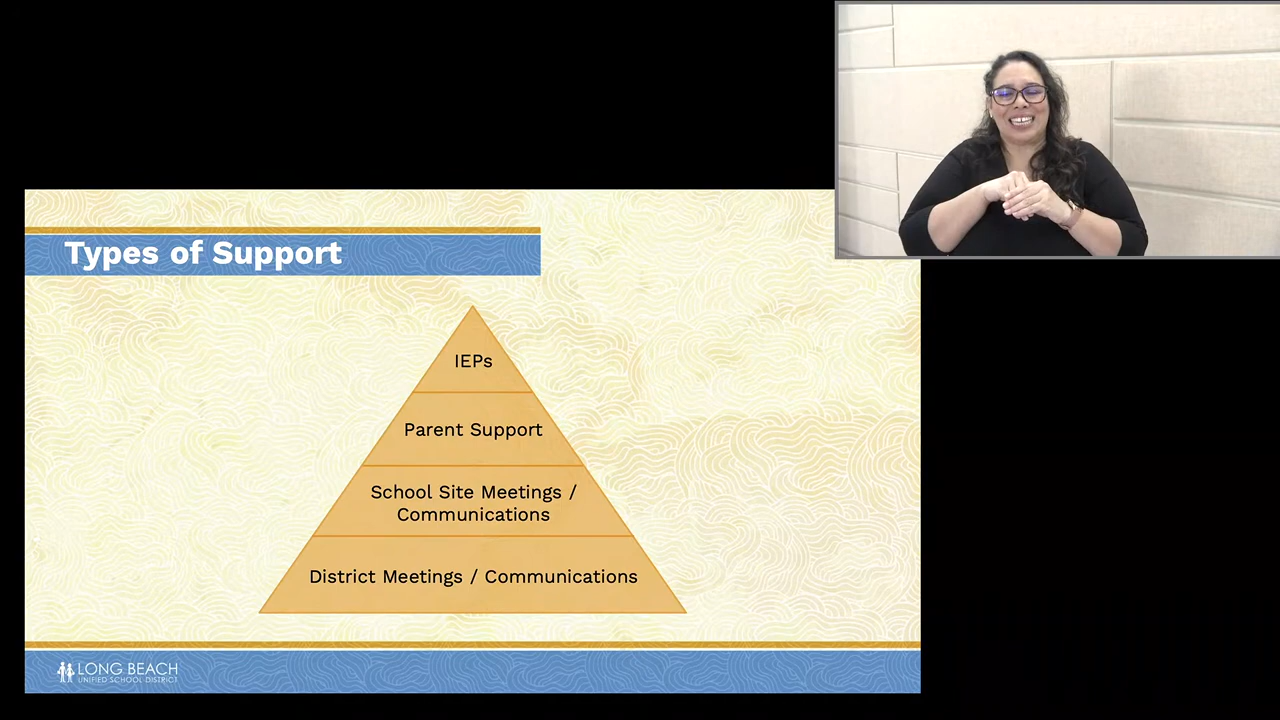 Types of Support
IEPs
Parent Support
School Site Meetings /
Communications
District Meetings / Communications
LONG BEACH
UNIFIED SCHOOL DISTRICT